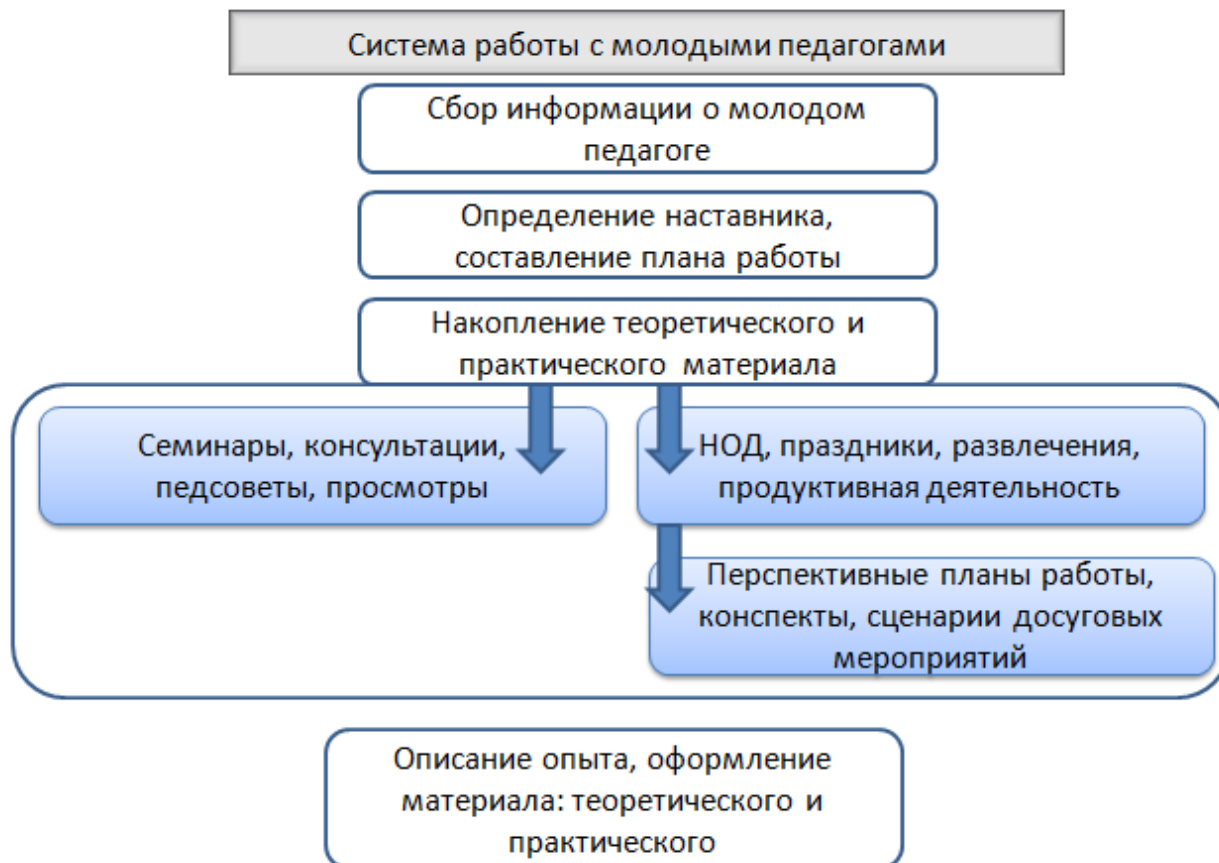 Система работы с молодыми педагогами
Сбор информации о молодом
педагоге
Определение наставника,
составление плана работы
Накопление теоретического и
практического материала
Семинары, консультации,
педсоветы, просмотры
НОД, праздники, развлечения,
продуктивная деятельность
Перспективные планы работы,
конспекты, сценарии досуговых
мероприятий
Описание опыта, оформление
материала: теоретического и
практического